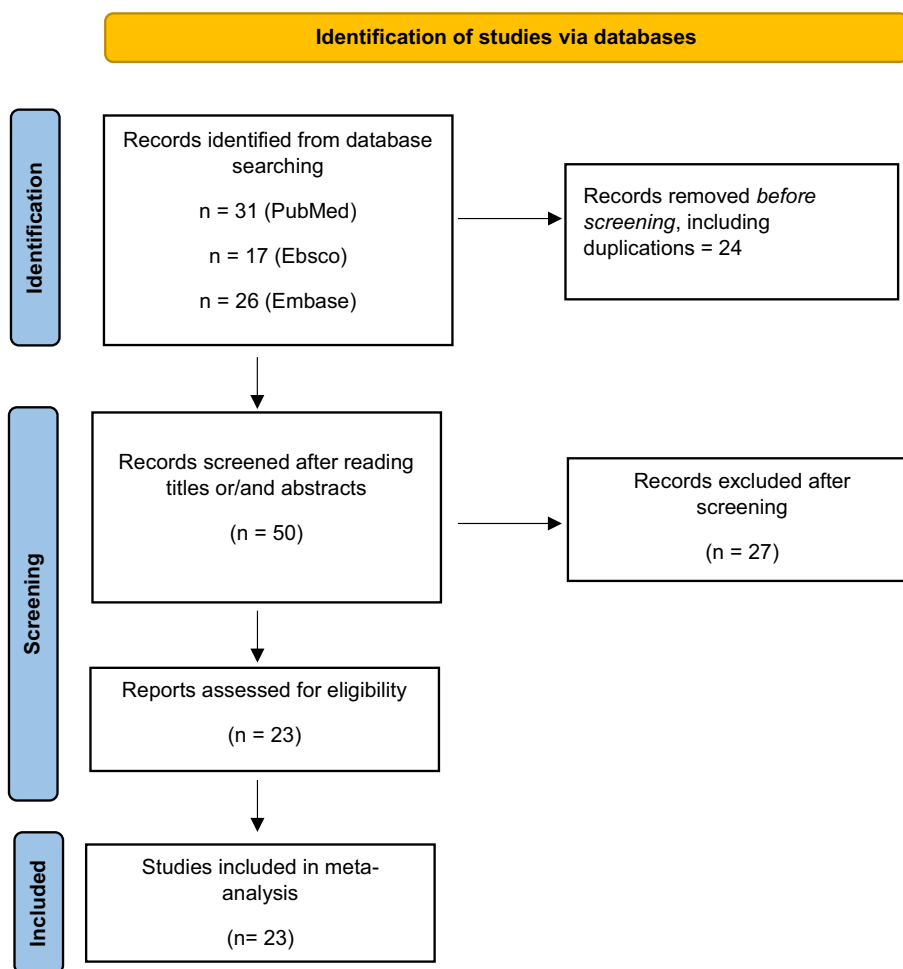 Identification of studies via databases
Identification
Records identified from database
searching
n = 31 (PubMed)
n = 17 (Ebsco)
n = 26 (Embase)
Records removed before
screening, including
duplications = 24
Screening
Records screened after reading
titles or/and abstracts
(n = 50)
Records excluded after
screening
(n = 27)
Reports assessed for eligibility
(n = 23)
Included
Studies included in meta-
analysis
(n= 23)